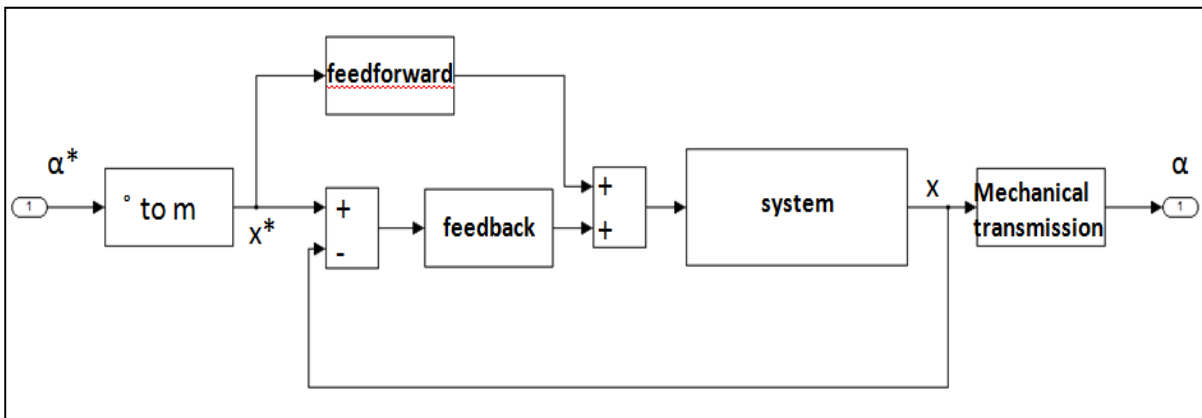 feedforward
α*
α
1
° to m
x*
+
-
feedback
+
+
system
x
Mechanical
transmission
1